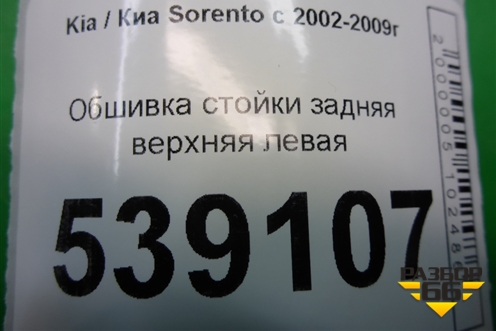 Kia / Киа Sorento с 2002-2009г
Обшивка стойки задняя
верхняя левая
539107
РАЗБОР
66